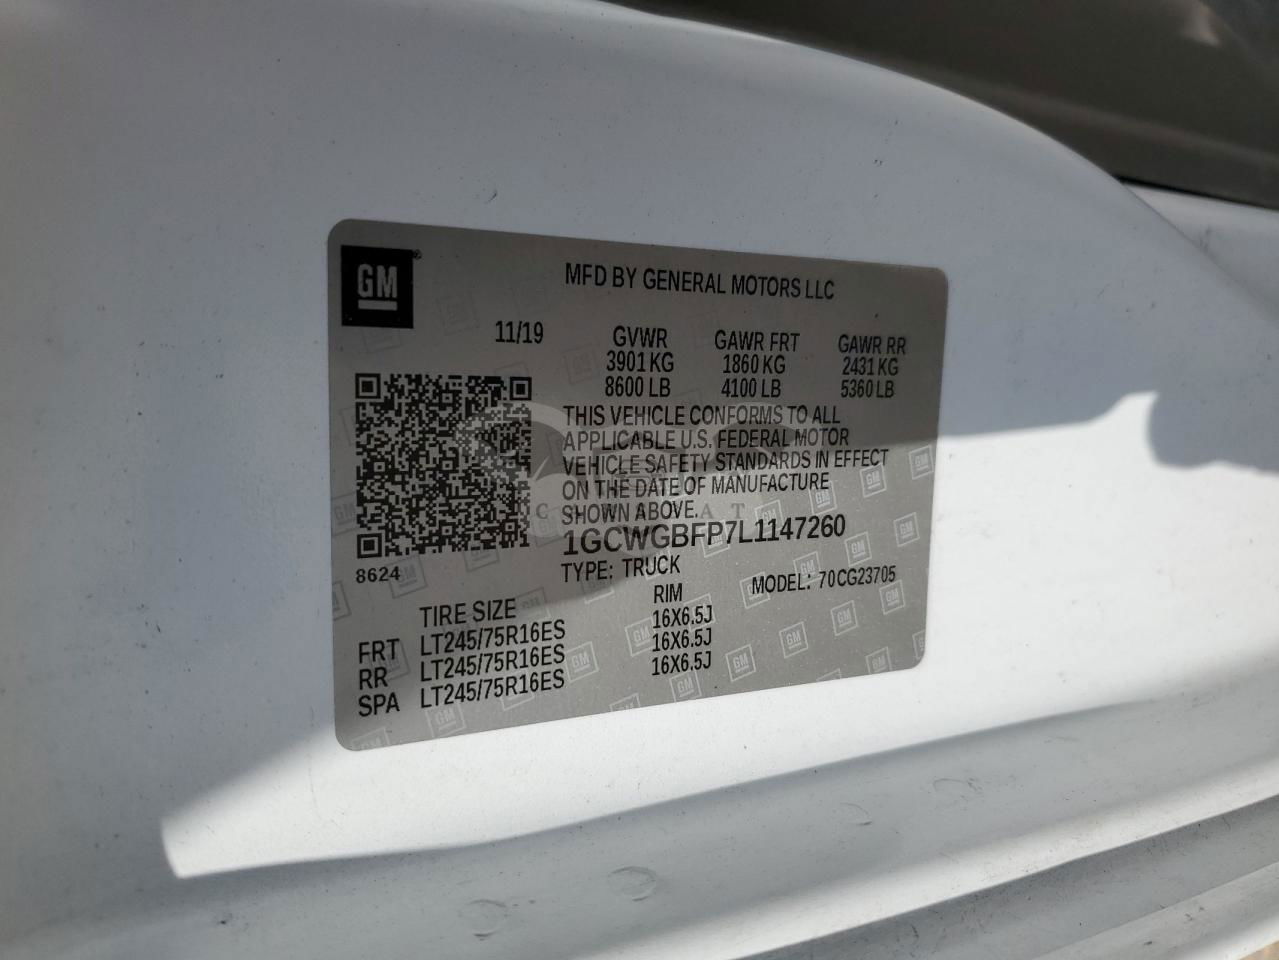 GM
MFD BY GENERAL MOTORS LLC
11/19 GVWR GAWR FRT GAWR RR
3901 KG 1860 KG 2431 KG
8600 LB 4100 LB 5360 LB
THIS VEHICLE CONFORMS TO ALL
APPLICABLE U.S. FEDERAL MOTOR
VEHICLE SAFETY STANDARDS IN EFFECT
ON THE DATE OF MANUFACTURE
SHOWN ABOVE.
1GCWGBFP7L1147260
8624
TYPE: TRUCK MODEL: 70CG23705
TIRE SIZE RIM
FRT LT245/75R16ES 16X6.5J
RR LT245/75R16ES 16X6.5J
SPA LT245/75R16ES 16X6.5J